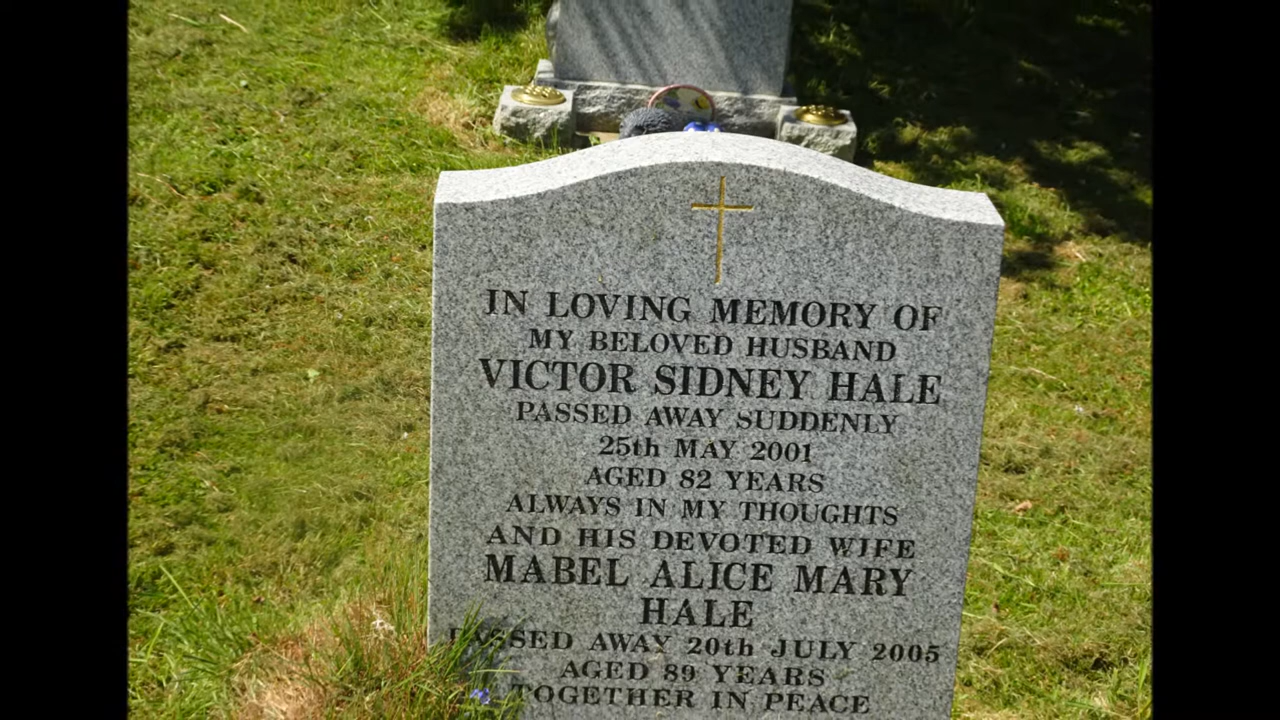 IN LOVING MEMORY OF
MY BELOVED HUSBAND
VICTOR SIDNEY HALE
PASSED AWAY SUDDENLY
25th MAY 2001
AGED 82 YEARS
ALWAYS IN MY THOUGHTS
AND HIS DEVOTED WIFE
MABEL ALICE MARY
HALE
PASSED AWAY 20th JULY 2005
AGED 89 YEARS
TOGETHER IN PEACE